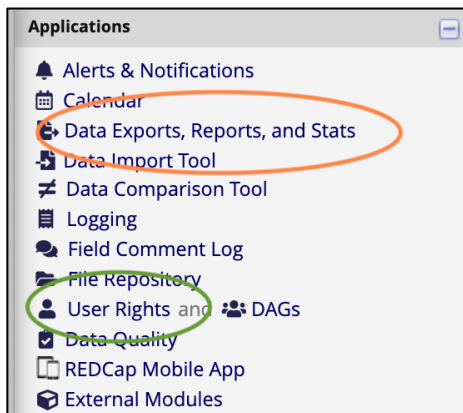 Applications
Alerts & Notifications
Calendar
Data Exports, Reports, and Stats
Data Import Tool
Data Comparison Tool
Logging
Field Comment Log
File Repository
User Rights and DAGs
Data Quality
REDCap Mobile App
External Modules